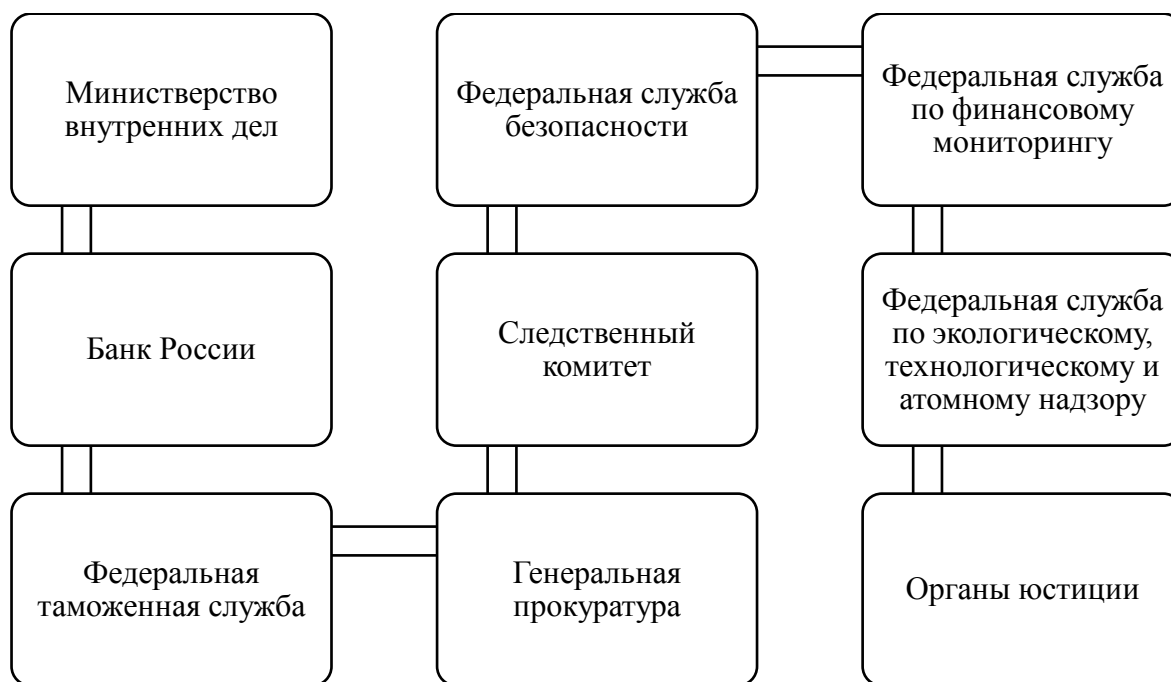 Министверство
внутренних дел
Банк России
Федеральная
таможенная служба
Генеральная
прокуратура
Следственный
комитет
Федеральная служба
безопасности
Федеральная служба
по финансовому
мониторингу
Федеральная служба
по экологическому,
технологическому и
атомному надзору
Органы юстиции